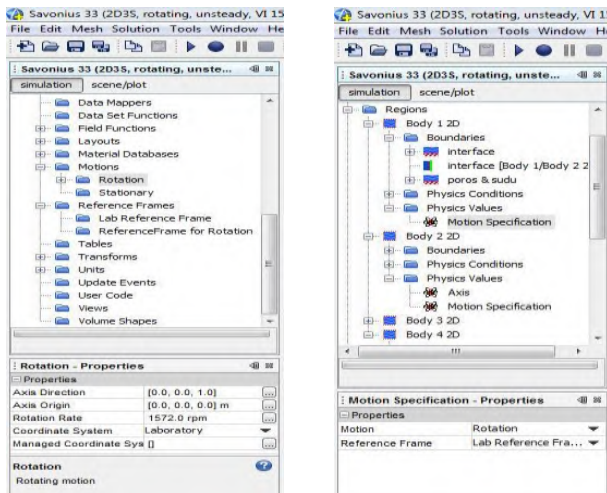 Savonius 33 (2D3S, rotating, unsteady, VI 15
File Edit Mesh Solution Tools Window He
Savonius 33 (2D3S, rotating, unste...
simulation scene/plot
Data Mappers
Data Set Functions
Field Functions
Layouts
Material Databases
Motions
Rotation
Stationary
Reference Frames
Lab Reference Frame
ReferenceFrame for Rotation
Tables
Transforms
Units
Update Events
User Code
Views
Volume Shapes
Rotation - Properties
Properties
Axis Direction [0.0, 0.0, 1.0]
Axis Origin [0.0, 0.0, 0.0] m
Rotation Rate 1572.0 rpm
Coordinate System Laboratory
Managed Coordinate Sys []
Rotation
Rotating motion
Savonius 33 (2D3S, rotating, unsteady, VI 1
File Edit Mesh Solution Tools Window H
Savonius 33 (2D3S, rotating, unste...
simulation scene/plot
Regions
Body 1 2D
Boundaries
interface
interface [Body 1/Body 2 2
poros & sudu
Physics Conditions
Physics Values
Motion Specification
Body 2 2D
Boundaries
Physics Conditions
Physics Values
Axis
Motion Specification
Body 3 2D
Body 4 2D
Motion Specification - Properties
Properties
Motion Rotation
Reference Frame Lab Reference Fra...